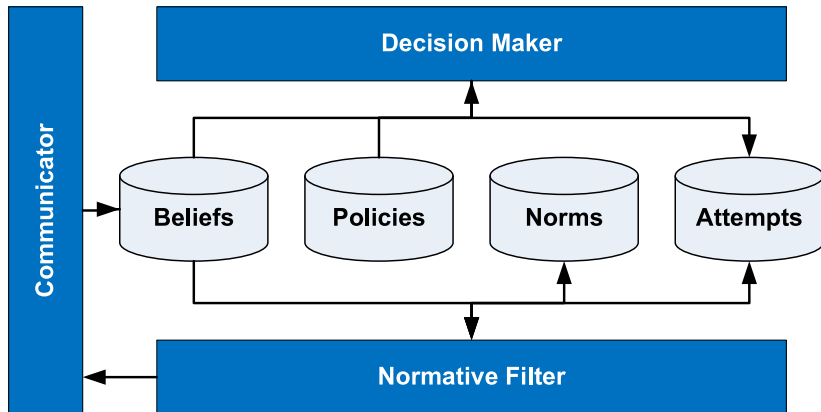 Communicator
Decision Maker
Beliefs
Policies
Norms
Attempts
Normative Filter